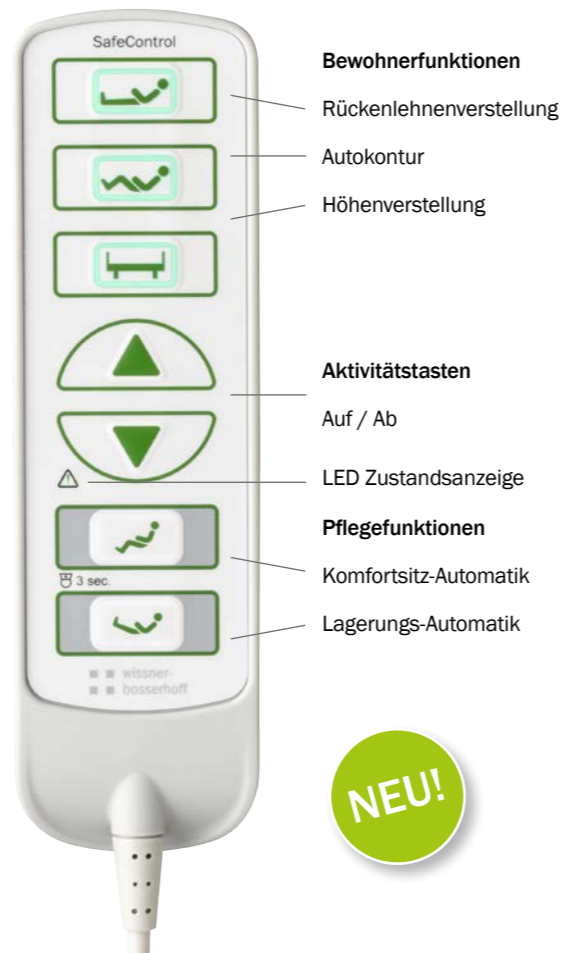 SafeControl
Bewohnerfunktionen
Rückenlehnenverstellung
Autokontur
Höhenverstellung
Aktivitätstasten
Auf / Ab
LED Zustandsanzeige
Pflegefunktionen
Komfortsitz-Automatik
3 sec.
Lagerungs-Automatik
wissner-
bosserhoff
NEU!